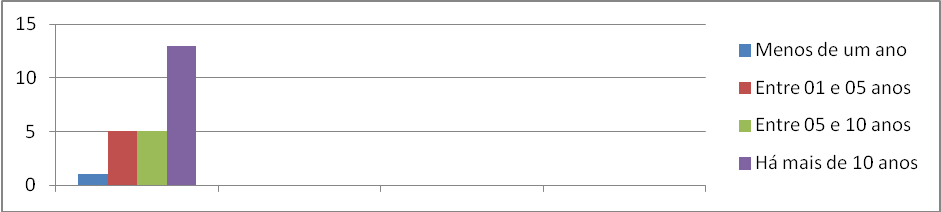 15
10
5
0
Menos de um ano
Entre 01 e 05 anos
Entre 05 e 10 anos
Há mais de 10 anos